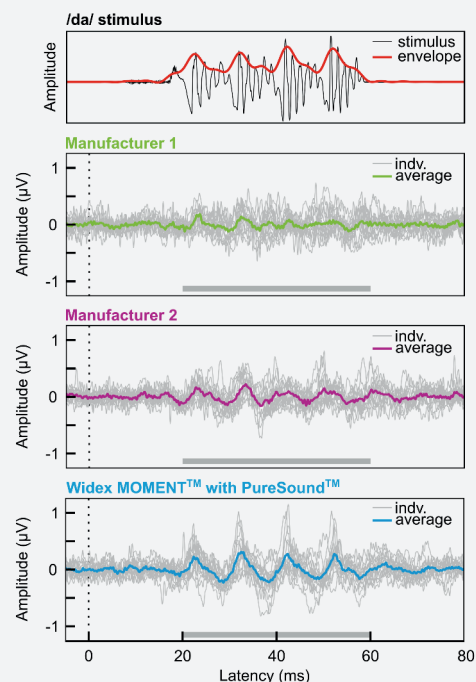 /da/ stimulus
Amplitude
stimulus
envelope
Manufacturer 1
Amplitude (µV)
1
0
-1
indv.
average
Manufacturer 2
Amplitude (µV)
1
0
-1
indv.
average
Widex MOMENT™ with PureSound™
Amplitude (µV)
1
0
-1
indv.
average
0 20 40 60 80
Latency (ms)